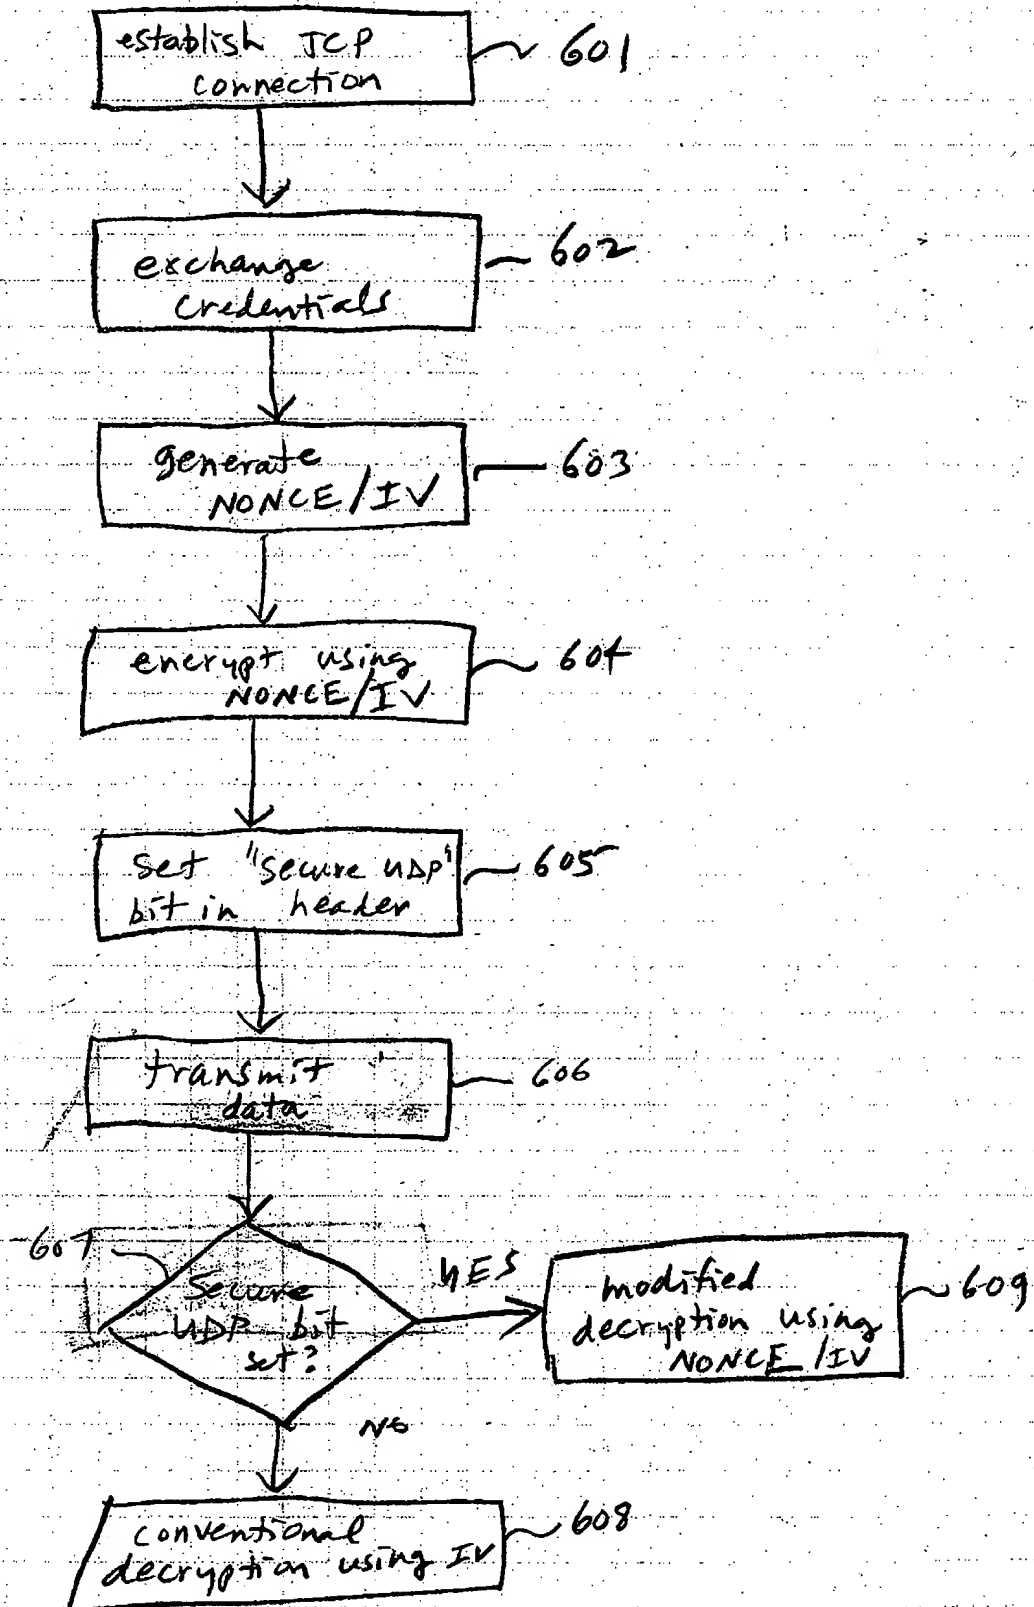 establish TCP
connection
601
exchange
credentials
602
generate
NONCE/IV
603
encrypt using
NONCE/IV
604
set "secure UDP"
bit in header
605
transmit
data
606
607
Secure
UDP bit
set?
YES
modified
decryption using
NONCE/IV
609
NO
conventional
decryption using IV
608